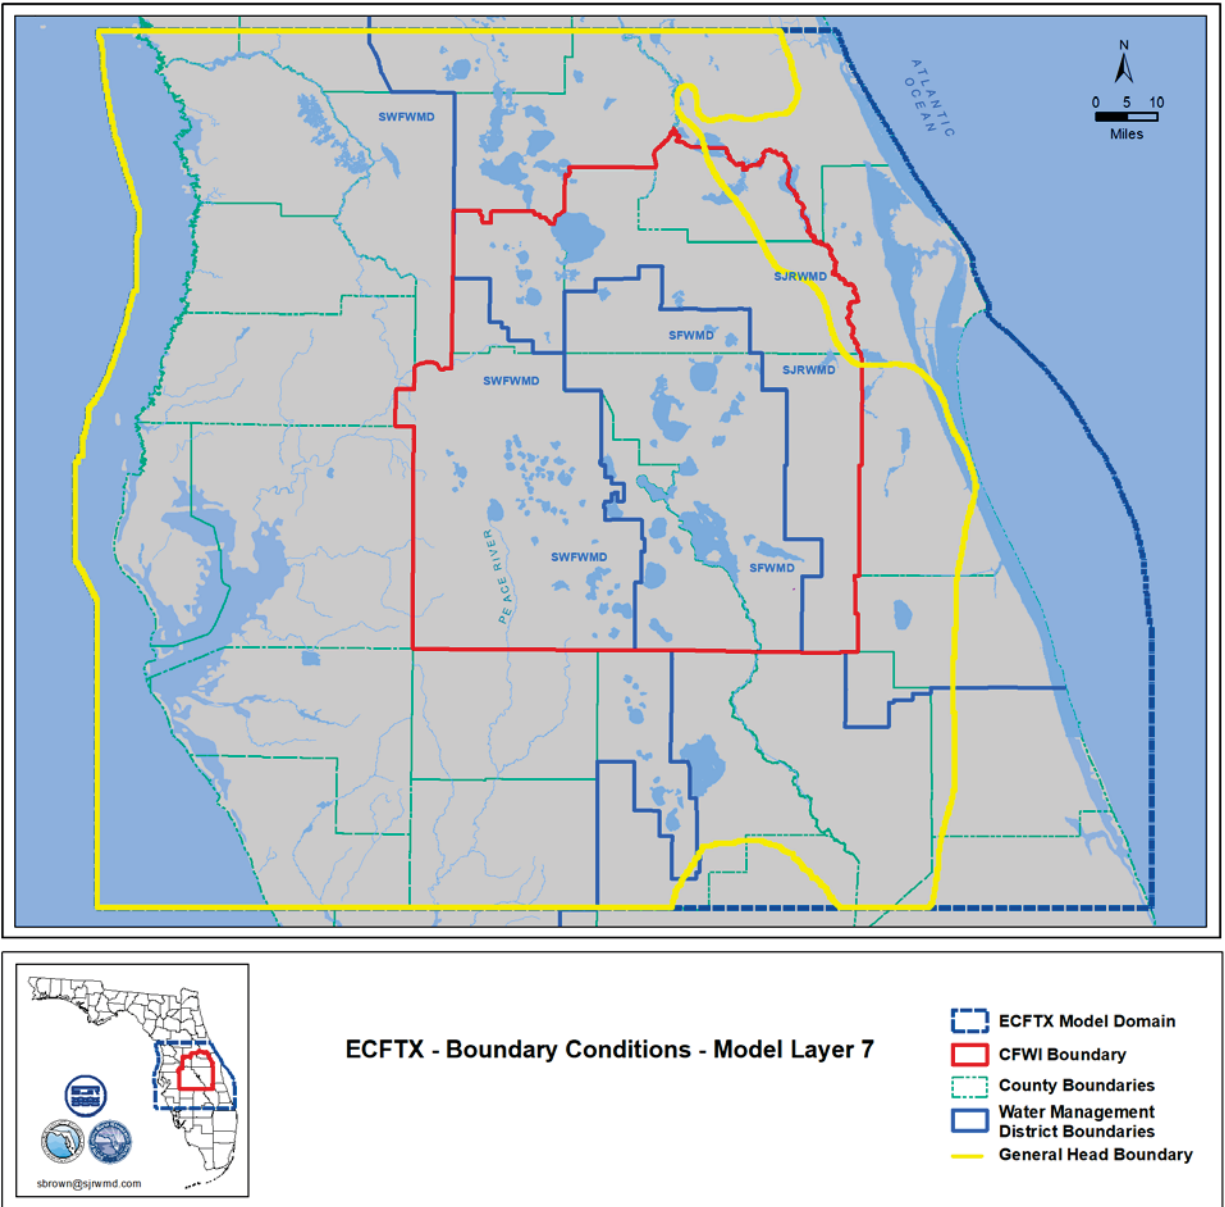 N
ATLANTIC
OCEAN
0 5 10
Miles
SWFWMD
SJRWMD
SFWMD
SJRWMD
SWFWMD
PEACE RIVER
SWFWMD
SFWMD
ECFTX - Boundary Conditions - Model Layer 7
ECFTX Model Domain
CFWI Boundary
County Boundaries
Water Management
District Boundaries
General Head Boundary
sbrown@sjrwmd.com